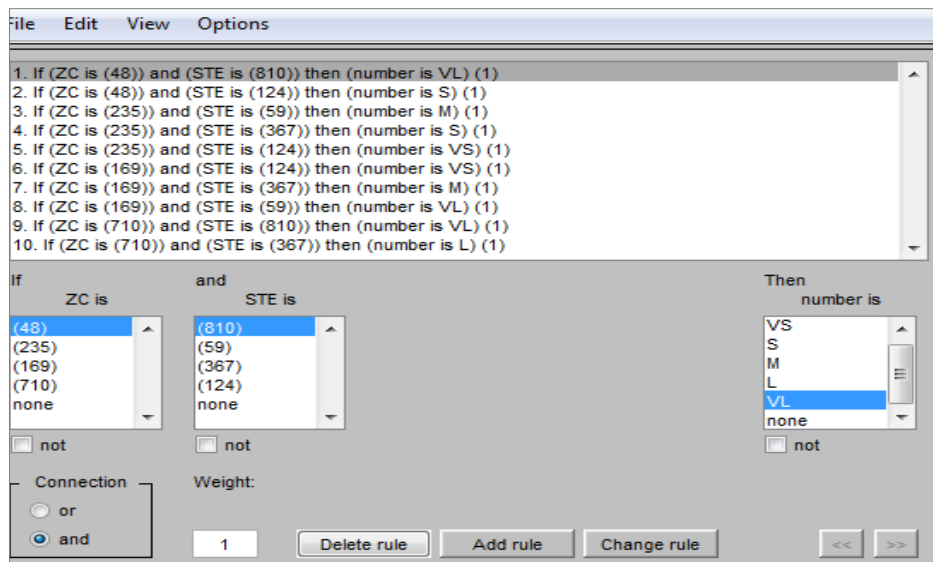 File Edit View Options
1. If (ZC is (48)) and (STE is (810)) then (number is VL) (1)
2. If (ZC is (48)) and (STE is (124)) then (number is S) (1)
3. If (ZC is (235)) and (STE is (59)) then (number is M) (1)
4. If (ZC is (235)) and (STE is (367)) then (number is S) (1)
5. If (ZC is (235)) and (STE is (124)) then (number is VS) (1)
6. If (ZC is (169)) and (STE is (124)) then (number is VS) (1)
7. If (ZC is (169)) and (STE is (367)) then (number is M) (1)
8. If (ZC is (169)) and (STE is (59)) then (number is VL) (1)
9. If (ZC is (710)) and (STE is (810)) then (number is VL) (1)
10. If (ZC is (710)) and (STE is (367)) then (number is L) (1)
If
ZC is
(48)
(235)
(169)
(710)
none
not
and
STE is
(810)
(59)
(367)
(124)
none
not
Then
number is
VS
S
M
L
VL
none
not
Connection
or
and
Weight:
1
Delete rule
Add rule
Change rule
<<
>>